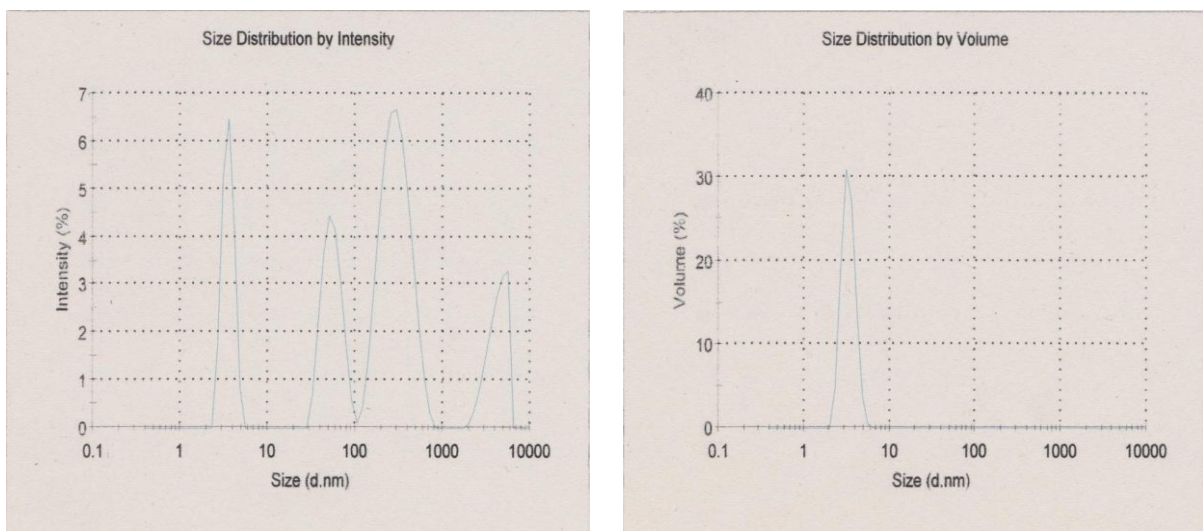 Size Distribution by Intensity
7
6
5
4
3
2
1
0
Intensity (%)
0.1 1 10 100 1000 10000
Size (d.nm)
Size Distribution by Volume
40
30
20
10
0
Volume (%)
0.1 1 10 100 1000 10000
Size (d.nm)